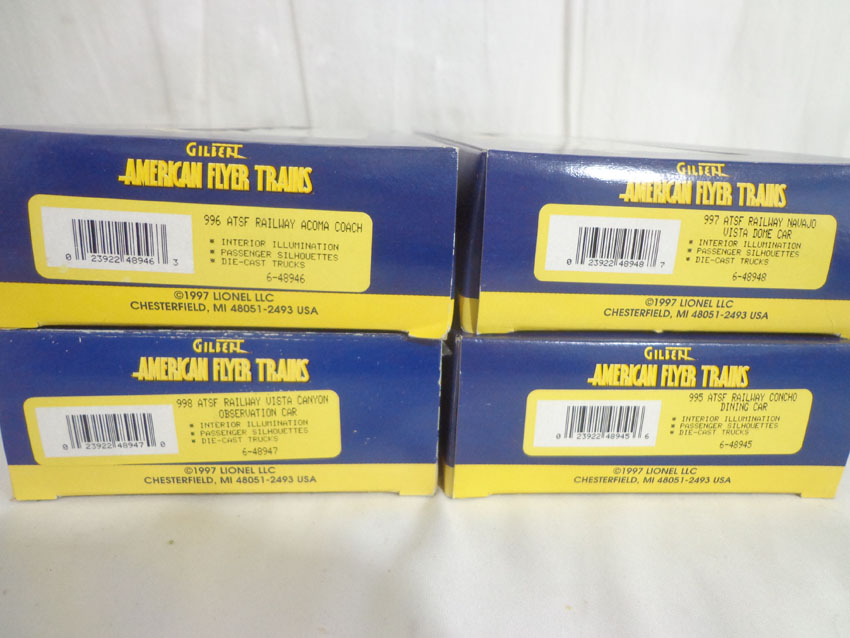 GILBERT
AMERICAN FLYER TRAINS
996 ATSF RAILWAY ACOMA COACH
* INTERIOR ILLUMINATION
* PASSENGER SILHOUETTES
* DIE-CAST TRUCKS
0 23922 48946 3
6-48946
©1997 LIONEL LLC
CHESTERFIELD, MI 48051-2493 USA
GILBERT
AMERICAN FLYER TRAINS
997 ATSF RAILWAY NAVAJO
VISTA DOME CAR
* INTERIOR ILLUMINATION
* PASSENGER SILHOUETTES
* DIE-CAST TRUCKS
0 23922 48948 7
6-48948
©1997 LIONEL LLC
CHESTERFIELD, MI 48051-2493 USA
GILBERT
AMERICAN FLYER TRAINS
998 ATSF RAILWAY VISTA CANYON
OBSERVATION CAR
* INTERIOR ILLUMINATION
* PASSENGER SILHOUETTES
* DIE-CAST TRUCKS
0 23922 48947 0
6-48947
©1997 LIONEL LLC
CHESTERFIELD, MI 48051-2493 USA
GILBERT
AMERICAN FLYER TRAINS
995 ATSF RAILWAY CONCHO
DINING CAR
* INTERIOR ILLUMINATION
* PASSENGER SILHOUETTES
* DIE-CAST TRUCKS
0 23922 48945 6
6-48945
©1997 LIONEL LLC
CHESTERFIELD, MI 48051-2493 USA